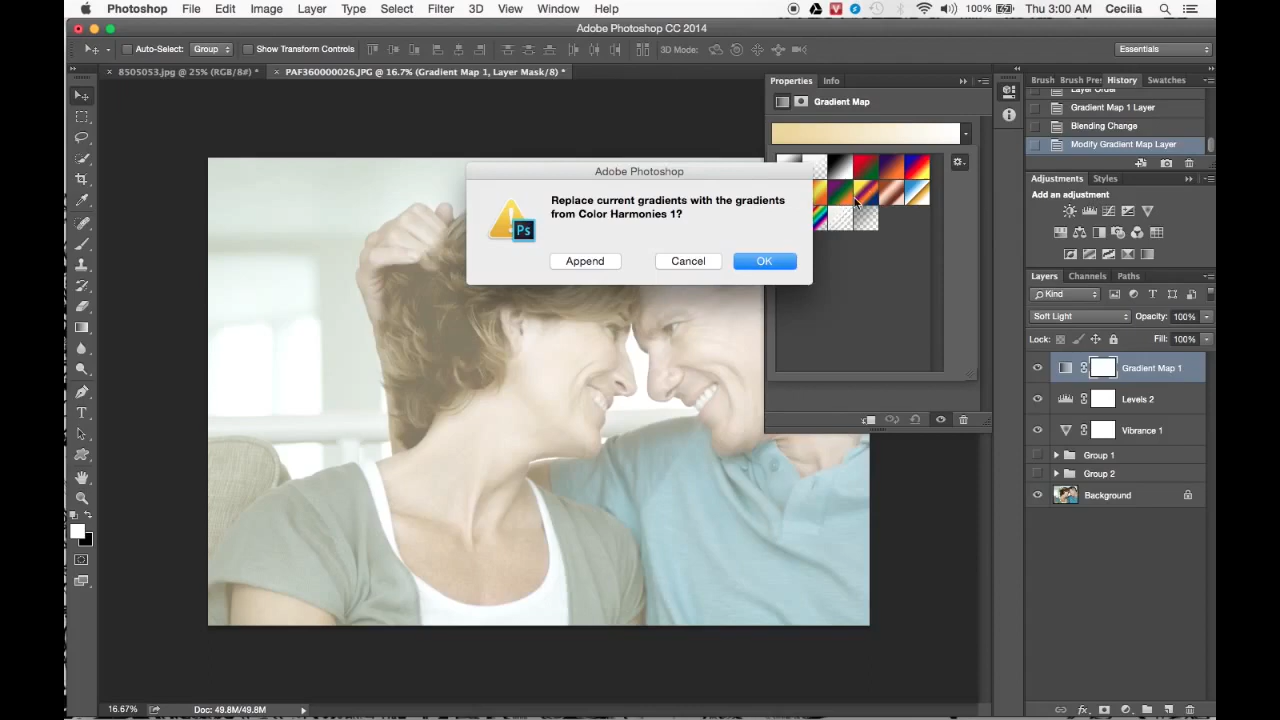 Photoshop File Edit Image Layer Type Select Filter 3D View Window Help 100% Thu 3:00 AM Cecilia
Adobe Photoshop CC 2014
Auto-Select: Group Show Transform Controls 3D Mode: Essentials
× 8505053.jpg @ 25% (RGB/8#) * × PAF360000026.JPG @ 16.7% (Gradient Map 1, Layer Mask/8) *
Properties Info
Brush Brush Pre: History Swatches
Layer Order
Gradient Map
Gradient Map 1 Layer
Blending Change
Modify Gradient Map Layer
Adobe Photoshop
Replace current gradients with the gradients
from Color Harmonies 1?
Ps
Append Cancel OK
Adjustments Styles
Add an adjustment
Layers Channels Paths
Kind
Soft Light Opacity: 100%
Lock: Fill: 100%
Gradient Map 1
Levels 2
Vibrance 1
Group 1
Group 2
Background
16.67% Doc: 49.8M/49.8M